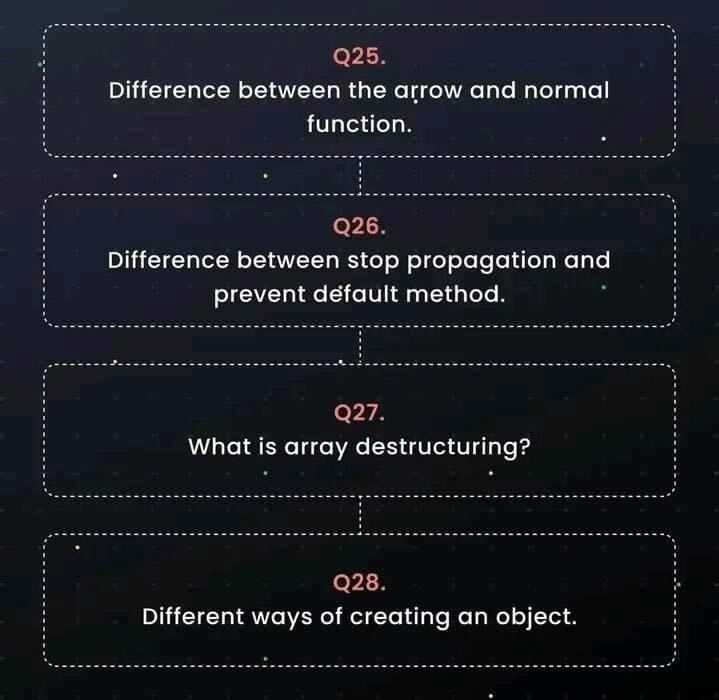 Q25.
Difference between the arrow and normal
function.
Q26.
Difference between stop propagation and
prevent default method.
Q27.
What is array destructuring?
Q28.
Different ways of creating an object.